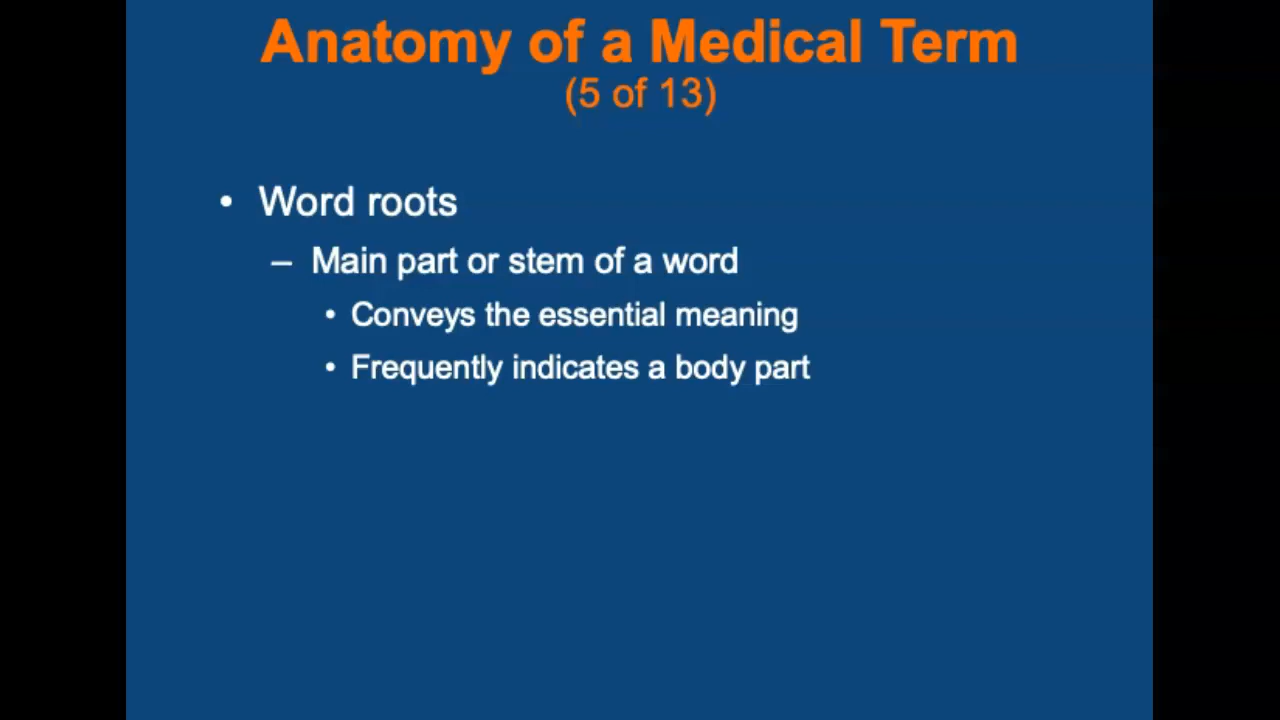 Anatomy of a Medical Term
(5 of 13)
• Word roots
– Main part or stem of a word
• Conveys the essential meaning
• Frequently indicates a body part